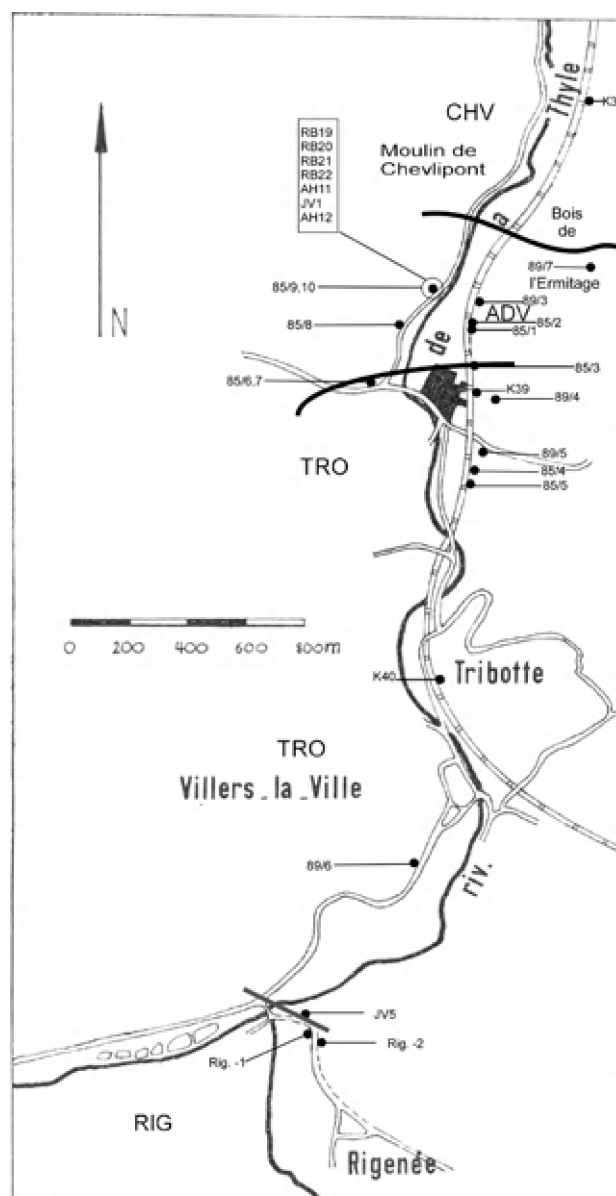 Thyle
K3
CHV
RB19
RB20
RB21
RB22
AH11
JV1
AH12
Moulin de
Chevlipont
la
Bois
de
l'Ermitage
89/7
85/9,10
89/3
ADV
85/2
85/1
85/8
de
N
85/3
85/6,7
K39
89/4
TRO
89/5
85/4
85/5
0 200 400 600 800m
Tribotte
K40
TRO
Villers_la_Ville
89/6
riv.
JV5
Rig. -1
Rig. -2
RIG
Rigenée